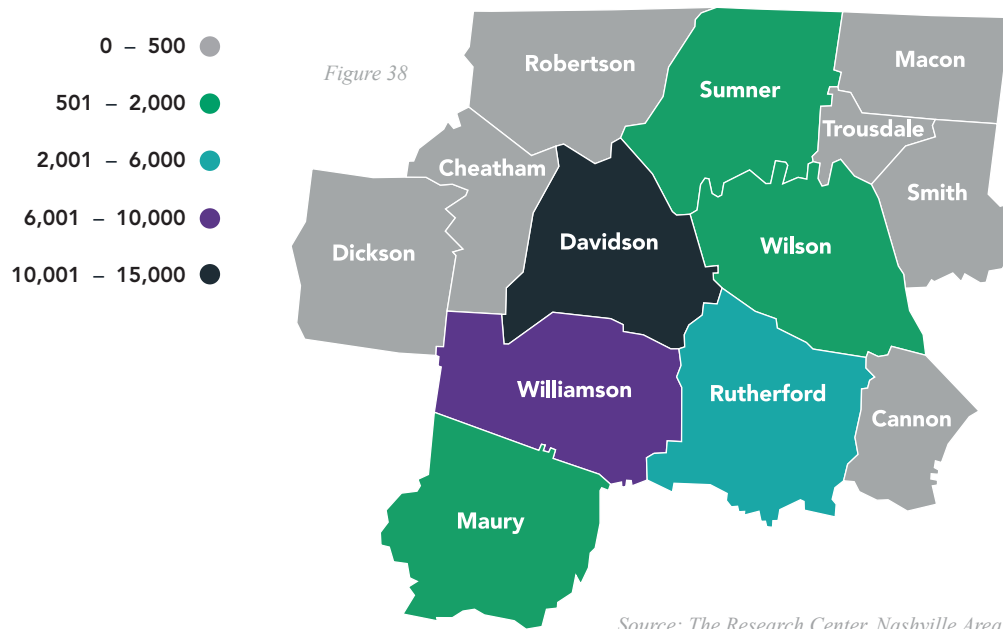 0 – 500
501 – 2,000
2,001 – 6,000
6,001 – 10,000
10,001 – 15,000
Figure 38
Robertson
Sumner
Macon
Trousdale
Cheatham
Smith
Dickson
Davidson
Wilson
Williamson
Rutherford
Cannon
Maury
Source: The Research Center, Nashville Area